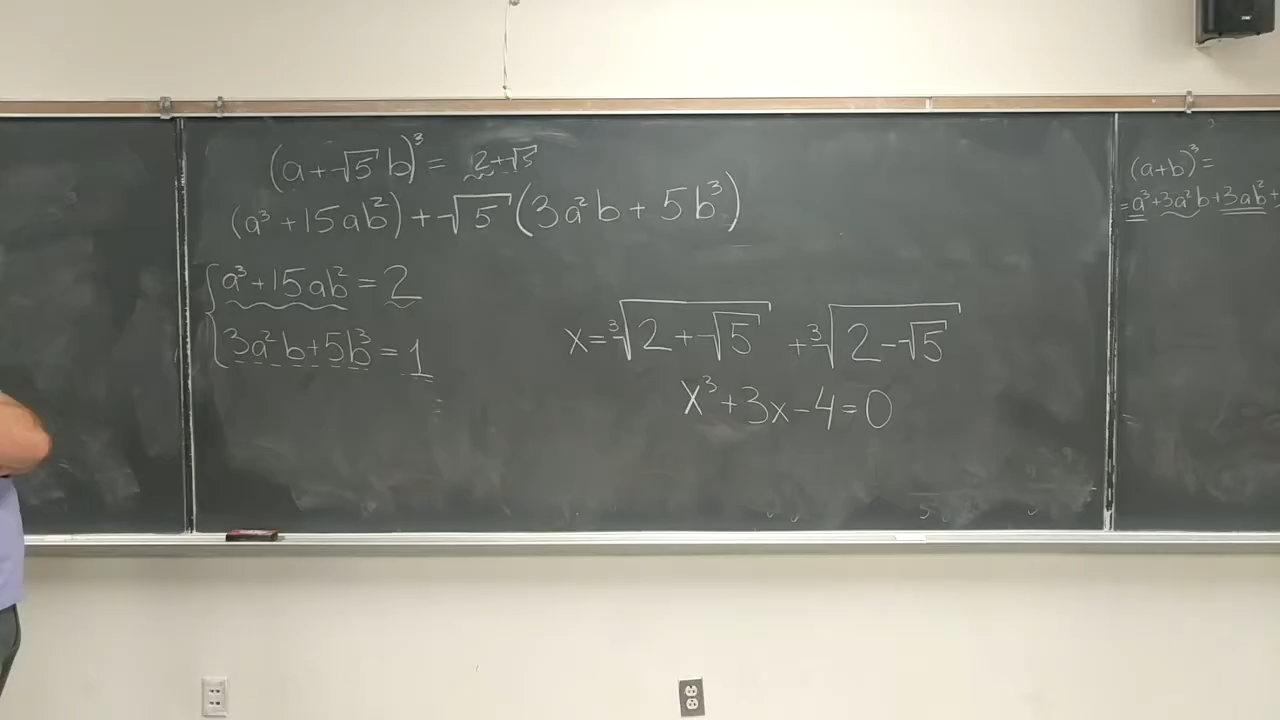 (a+√5 b)³ = 2+√5
(a³ +15ab²) + √5 (3a²b + 5b³)
{a³+15ab² = 2
3a²b+5b³ = 1
x=³√(2+√5) + ³√(2-√5)
x³+3x-4=0
(a+b)³=
=a³+3a²b+3ab²+